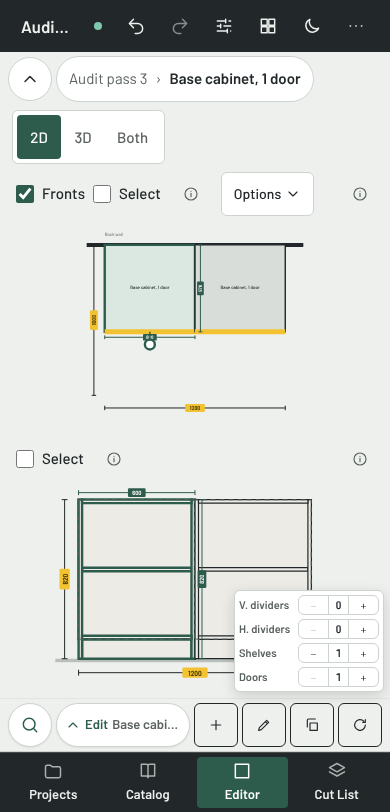 Audi...
Audit pass 3 › Base cabinet, 1 door
2D 3D Both
Fronts Select Options
Back wall
Base cabinet, 1 door Base cabinet, 1 door
1200
Select
600
820 820
1200
V. dividers − 0 +
H. dividers − 0 +
Shelves − 1 +
Doors − 1 +
Edit Base cabi...
Projects Catalog Editor Cut List